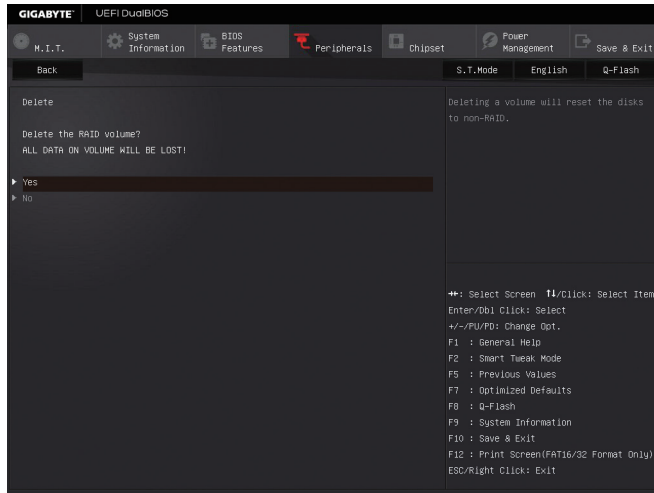 GIGABYTE™ UEFI DualBIOS
M.I.T. System Information BIOS Features Peripherals Chipset Power Management Save & Exit
Back S.T.Mode English Q-Flash
Delete
Delete the RAID volume?
ALL DATA ON VOLUME WILL BE LOST!
Yes
No
Deleting a volume will reset the disks
to non-RAID.
→←: Select Screen ↑↓/Click: Select Item
Enter/Dbl Click: Select
+/-/PU/PD: Change Opt.
F1 : General Help
F2 : Smart Tweak Mode
F5 : Previous Values
F7 : Optimized Defaults
F8 : Q-Flash
F9 : System Information
F10 : Save & Exit
F12 : Print Screen(FAT16/32 Format Only)
ESC/Right Click: Exit